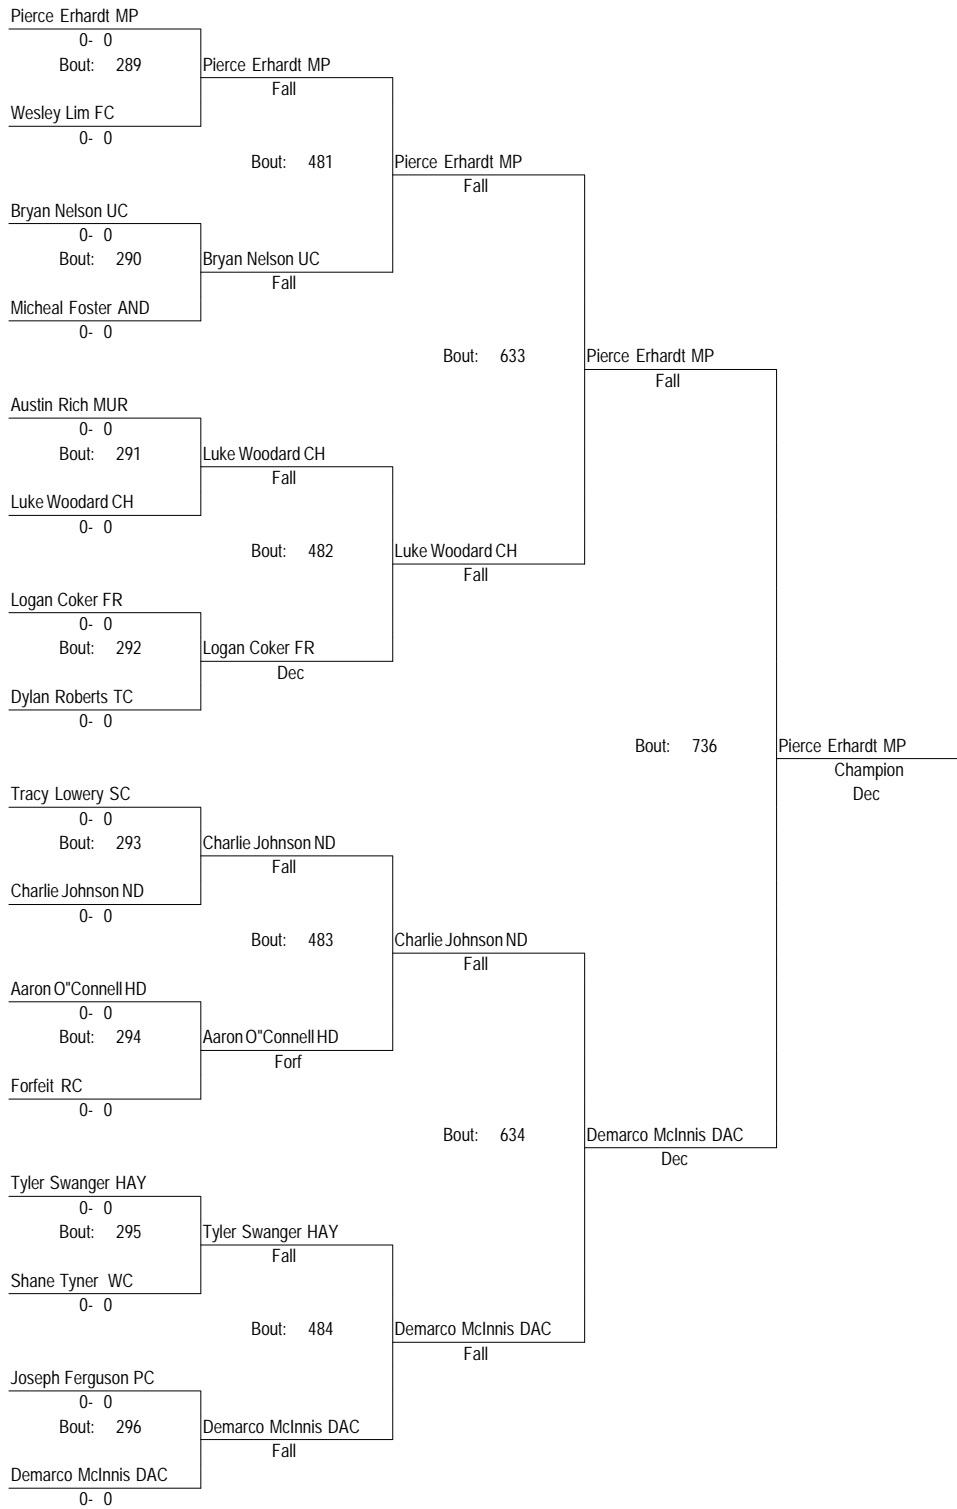 Pierce Erhardt MP
0- 0
Bout: 289
Pierce Erhardt MP
Fall
Wesley Lim FC
0- 0
Bout: 481
Pierce Erhardt MP
Fall
Bryan Nelson UC
0- 0
Bout: 290
Bryan Nelson UC
Fall
Micheal Foster AND
0- 0
Bout: 633
Pierce Erhardt MP
Fall
Austin Rich MUR
0- 0
Bout: 291
Luke Woodard CH
Fall
Luke Woodard CH
0- 0
Bout: 482
Luke Woodard CH
Fall
Logan Coker FR
0- 0
Bout: 292
Logan Coker FR
Dec
Dylan Roberts TC
0- 0
Bout: 736
Pierce Erhardt MP
Champion
Dec
Tracy Lowery SC
0- 0
Bout: 293
Charlie Johnson ND
Fall
Charlie Johnson ND
0- 0
Bout: 483
Charlie Johnson ND
Fall
Aaron O"Connell HD
0- 0
Bout: 294
Aaron O"Connell HD
Forf
Forfeit RC
0- 0
Bout: 634
Demarco McInnis DAC
Dec
Tyler Swanger HAY
0- 0
Bout: 295
Tyler Swanger HAY
Fall
Shane Tyner WC
0- 0
Bout: 484
Demarco McInnis DAC
Fall
Joseph Ferguson PC
0- 0
Bout: 296
Demarco McInnis DAC
Fall
Demarco McInnis DAC
0- 0